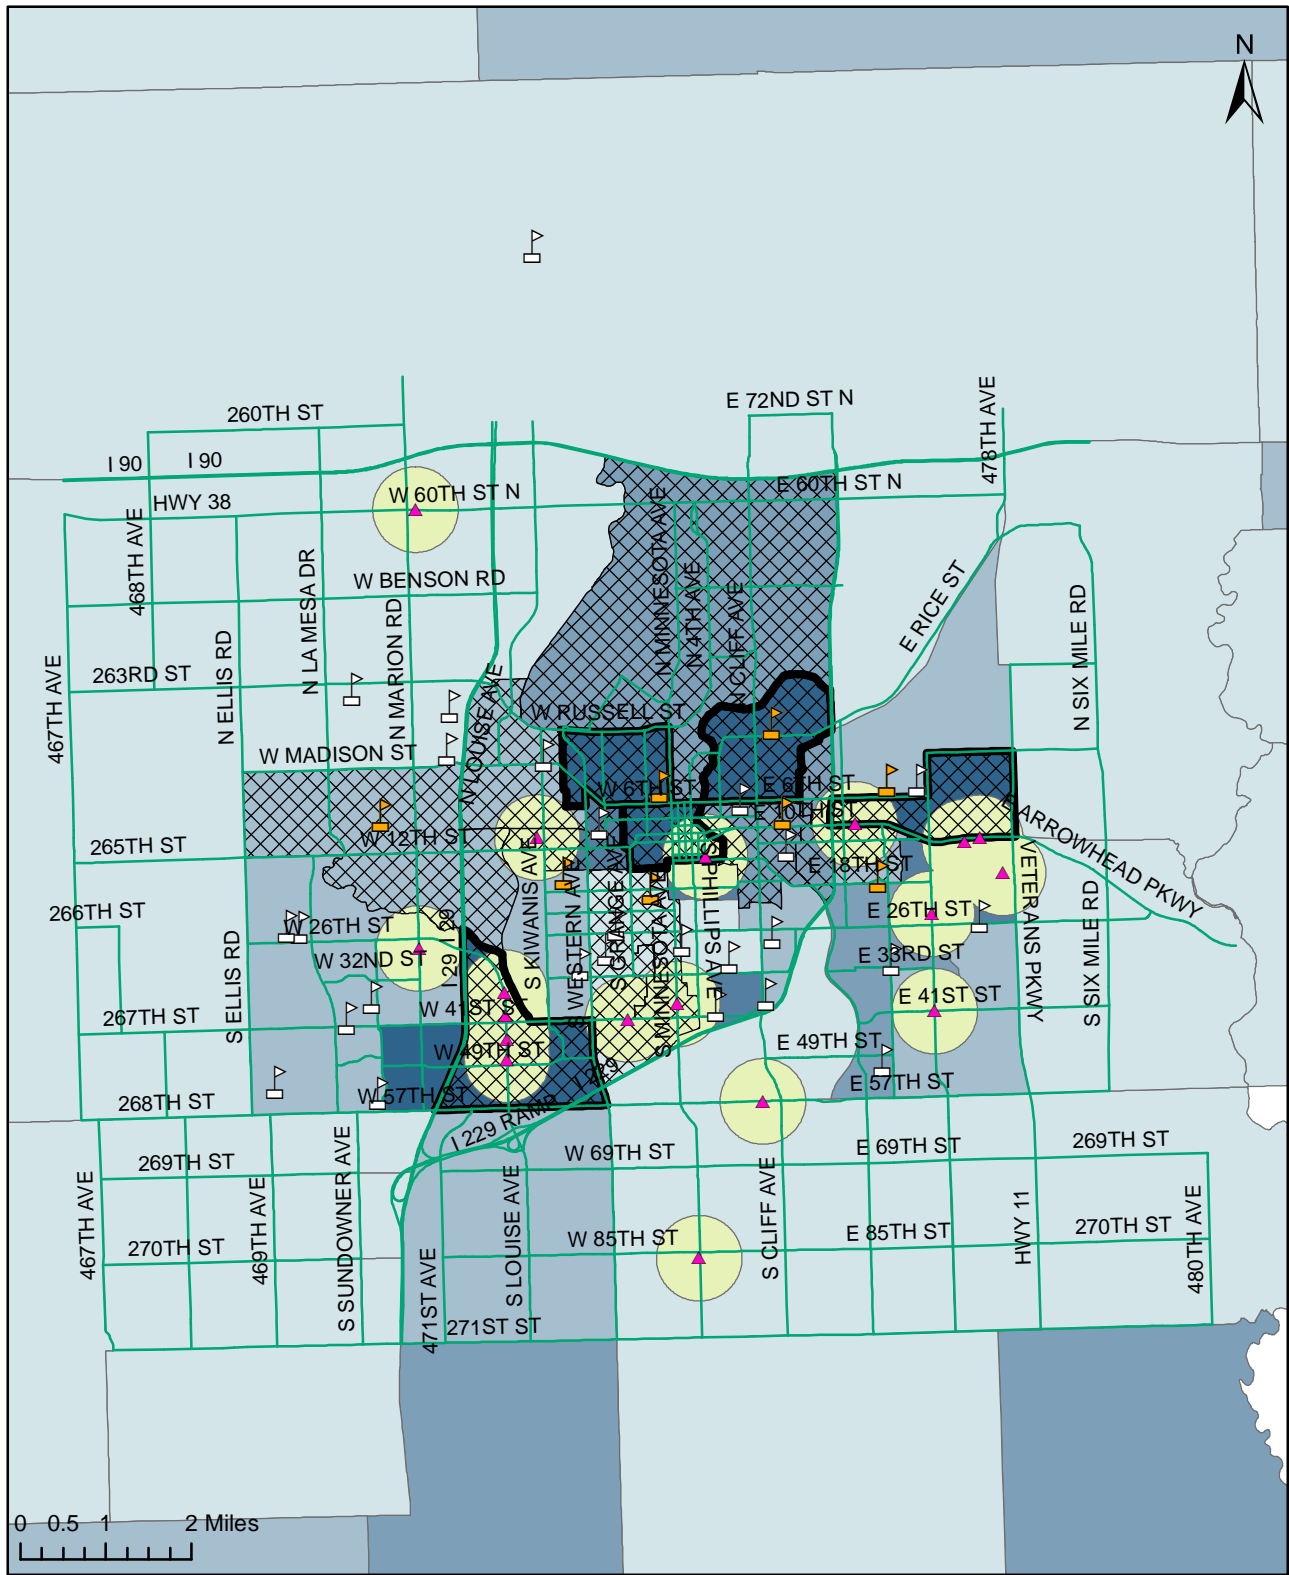 N
E 72ND ST N
260TH ST
478TH AVE
I 90
I 90
W 60TH ST N
E 60TH ST N
HWY 38
468TH AVE
N MINNESOTA AVE
W BENSON RD
N LA MESA DR
N 4TH AVE
N CLIFF AVE
E RICE ST
N MARION RD
N SIX MILE RD
N ELLIS RD
263RD ST
467TH AVE
N LOUISE AVE
W RUSSELL ST
W MADISON ST
W 6TH ST
E 6TH ST
E 10TH ST
E ARROWHEAD PKWY
W 12TH ST
265TH ST
E 18TH ST
S KIWANIS AVE
S GRANGE AVE
S PHILLIPS AVE
VETERANS PKWY
266TH ST
W 26TH ST
E 26TH ST
S WESTERN AVE
S MINNESOTA AVE
S SIX MILE RD
I 29
I 29
W 32ND ST
E 33RD ST
S ELLIS RD
267TH ST
W 41ST ST
E 41ST ST
W 49TH ST
E 49TH ST
I 229
E 57TH ST
268TH ST
W 57TH ST
I 229 RAMP
269TH ST
W 69TH ST
E 69TH ST
269TH ST
467TH AVE
469TH AVE
S SUNDOWNER AVE
S LOUISE AVE
S CLIFF AVE
HWY 11
480TH AVE
270TH ST
W 85TH ST
E 85TH ST
270TH ST
471ST AVE
271ST ST
0 0.5 1 2 Miles